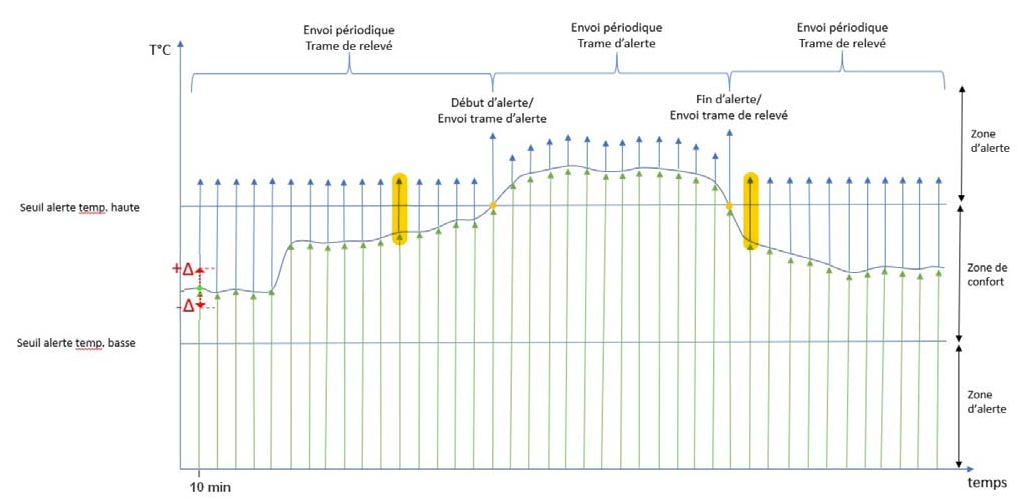 Envoi périodique
Trame de relevé
Envoi périodique
Trame d'alerte
Envoi périodique
Trame de relevé
T°C
Début d'alerte/
Envoi trame d'alerte
Fin d'alerte/
Envoi trame de relevé
Zone
d'alerte
Seuil alerte temp. haute
+Δ
-Δ
Zone de
confort
Seuil alerte temp. basse
Zone
d'alerte
10 min
temps